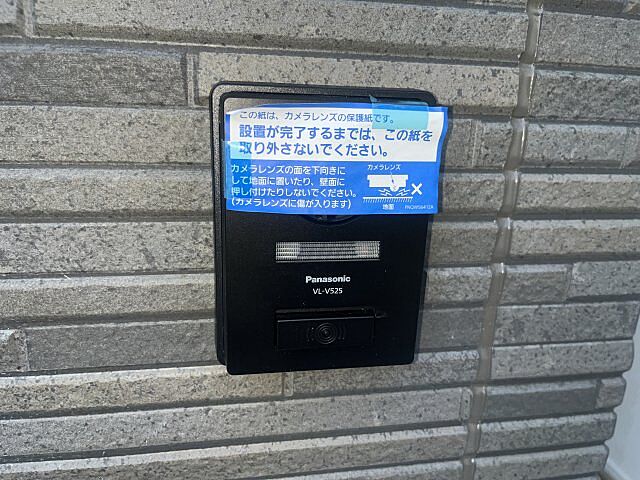 この紙は、カメラレンズの保護紙です。
設置が完了するまでは、この紙を
取り外さないでください。
カメラレンズの面を下向きに
して地面に置いたり、壁面に
押し付けたりしないでください。
(カメラレンズに傷が入ります)
カメラレンズ
地面
PNQW5641TZA
Panasonic
VL-V525